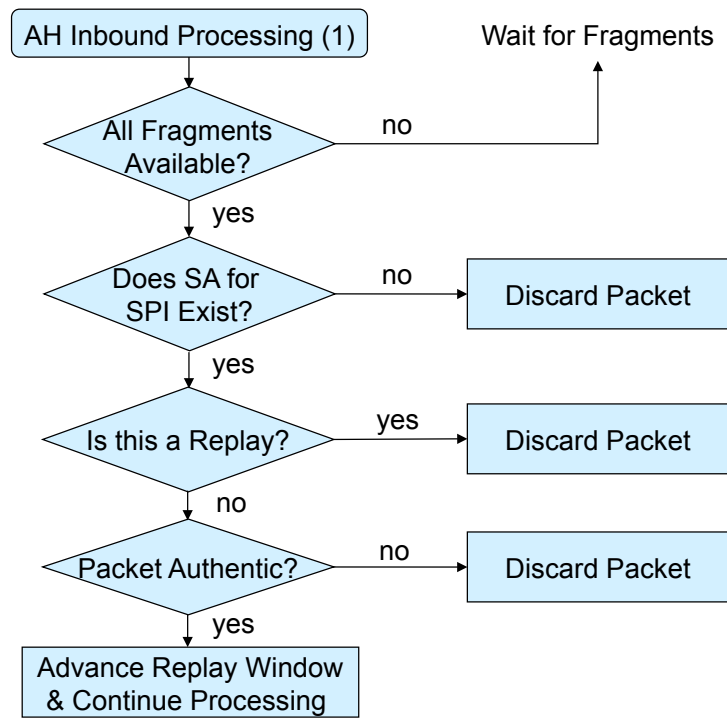 AH Inbound Processing (1)
Wait for Fragments
All Fragments
Available?
no
yes
Does SA for
SPI Exist?
no
Discard Packet
yes
Is this a Replay?
yes
Discard Packet
no
Packet Authentic?
no
Discard Packet
yes
Advance Replay Window
& Continue Processing